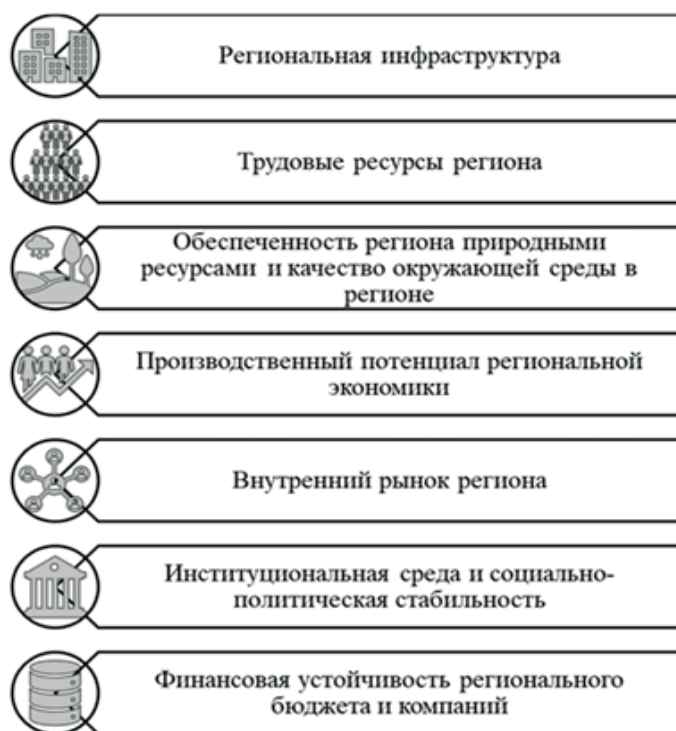 Региональная инфраструктура
Трудовые ресурсы региона
Обеспеченность региона природными
ресурсами и качество окружающей среды в
регионе
Производственный потенциал региональной
экономики
Внутренний рынок региона
Институциональная среда и социально-
политическая стабильность
Финансовая устойчивость регионального
бюджета и компаний